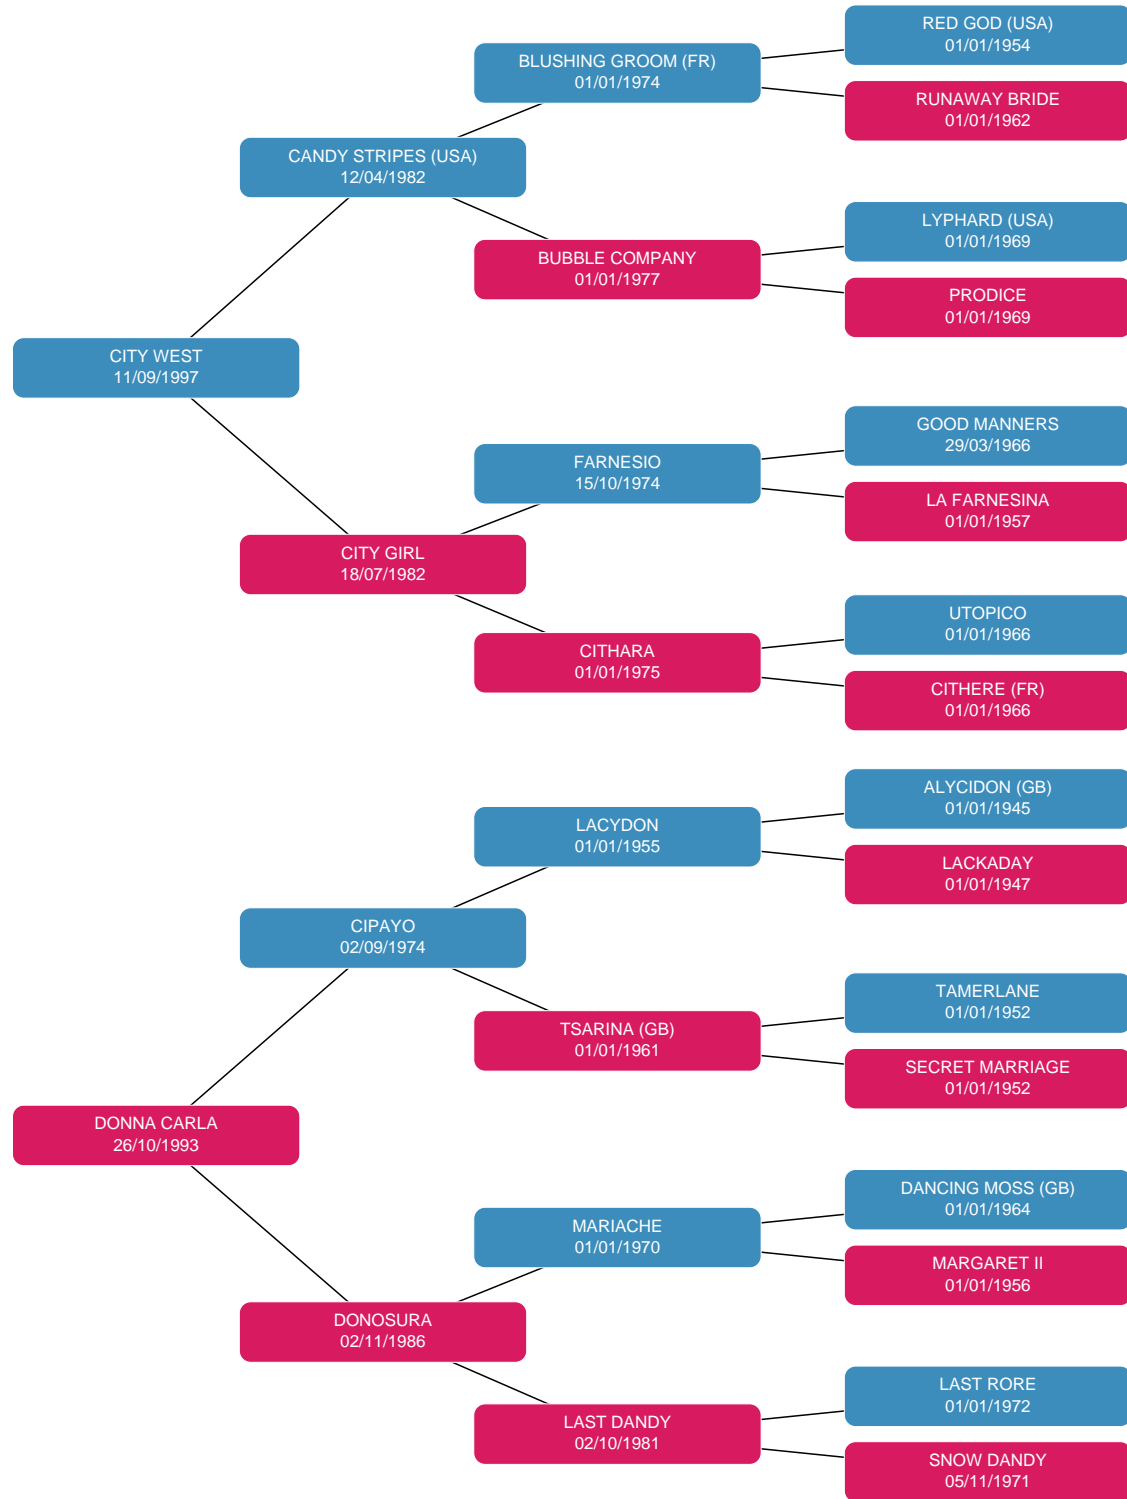 RED GOD (USA)
01/01/1954
BLUSHING GROOM (FR)
01/01/1974
RUNAWAY BRIDE
01/01/1962
CANDY STRIPES (USA)
12/04/1982
LYPHARD (USA)
01/01/1969
BUBBLE COMPANY
01/01/1977
PRODICE
01/01/1969
CITY WEST
11/09/1997
GOOD MANNERS
29/03/1966
FARNESIO
15/10/1974
LA FARNESINA
01/01/1957
CITY GIRL
18/07/1982
UTOPICO
01/01/1966
CITHARA
01/01/1975
CITHERE (FR)
01/01/1966
ALYCIDON (GB)
01/01/1945
LACYDON
01/01/1955
LACKADAY
01/01/1947
CIPAYO
02/09/1974
TAMERLANE
01/01/1952
TSARINA (GB)
01/01/1961
SECRET MARRIAGE
01/01/1952
DONNA CARLA
26/10/1993
DANCING MOSS (GB)
01/01/1964
MARIACHE
01/01/1970
MARGARET II
01/01/1956
DONOSURA
02/11/1986
LAST RORE
01/01/1972
LAST DANDY
02/10/1981
SNOW DANDY
05/11/1971